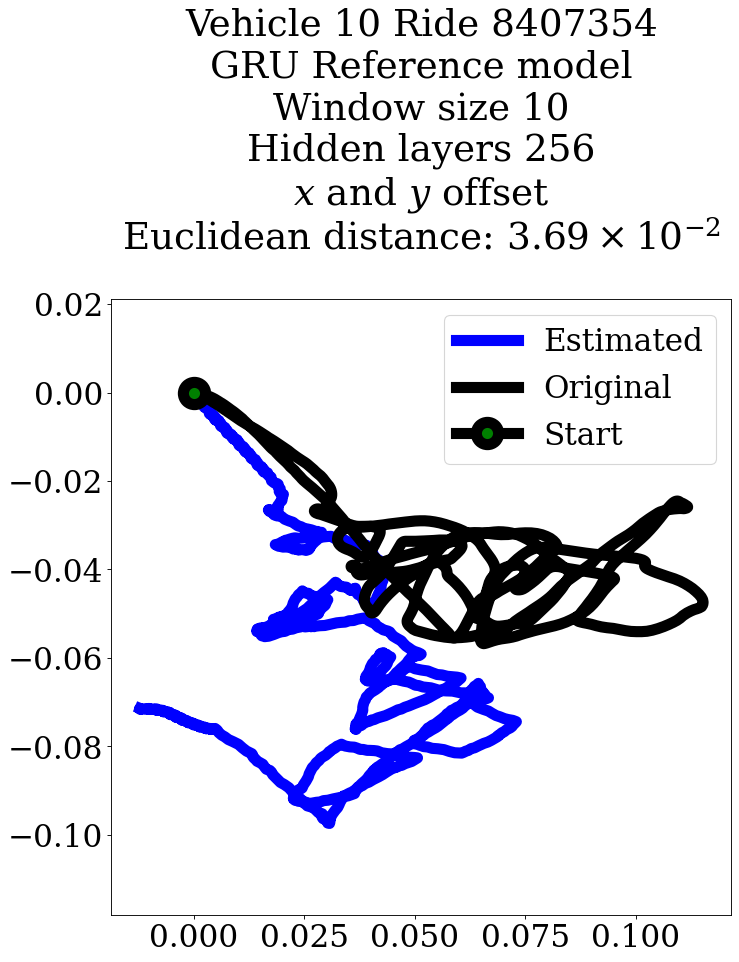 Vehicle 10 Ride 8407354
GRU Reference model
Window size 10
Hidden layers 256
x and y offset
Euclidean distance: 3.69 × 10⁻²
Estimated
Original
Start
0.02
0.00
−0.02
−0.04
−0.06
−0.08
−0.10
0.000 0.025 0.050 0.075 0.100